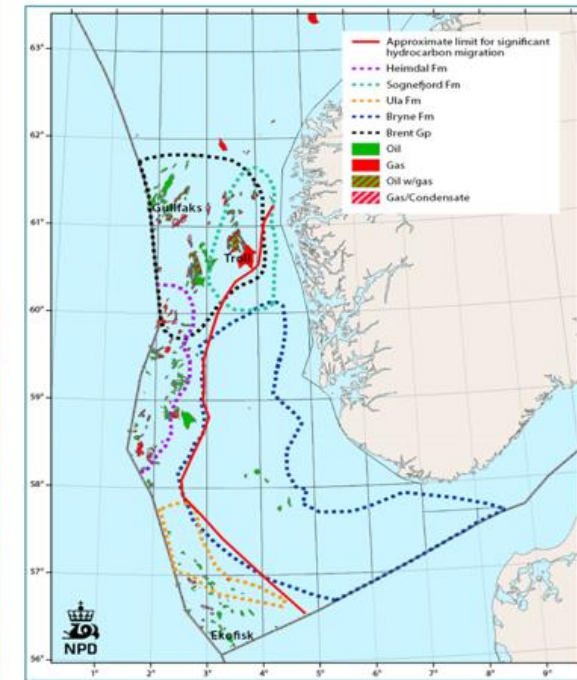 63°
62°
61°
60°
59°
58°
57°
56°
Approximate limit for significant
hydrocarbon migration
Heimdal Fm
Sognefjord Fm
Ula Fm
Bryne Fm
Brent Gp
Oil
Gas
Oil w/gas
Gas/Condensate
Gullfaks
Troll
Ekofisk
NPD
1°
2°
3°
4°
5°
6°
7°
8°
9°